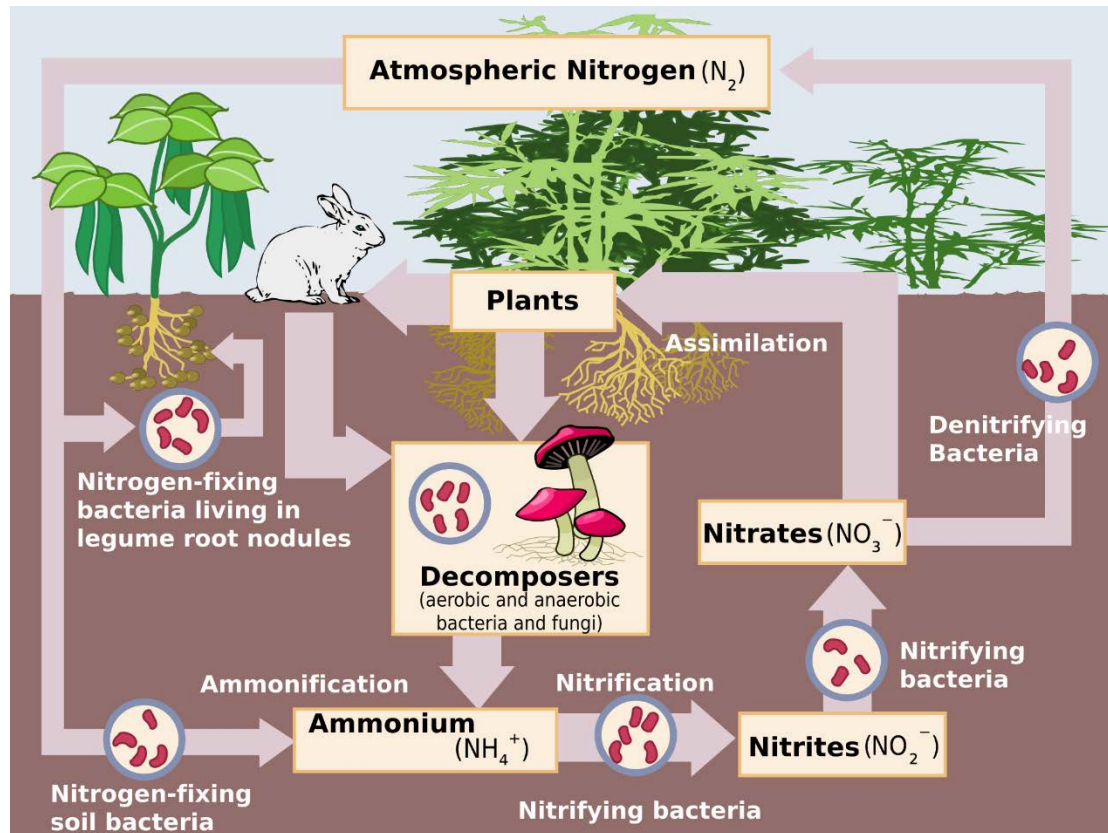 Atmospheric Nitrogen (N₂)
Plants
Assimilation
Denitrifying
Bacteria
Nitrogen-fixing
bacteria living in
legume root nodules
Decomposers
(aerobic and anaerobic
bacteria and fungi)
Nitrates (NO₃⁻)
Nitrifying
bacteria
Ammonification
Nitrification
Ammonium
(NH₄⁺)
Nitrites (NO₂⁻)
Nitrogen-fixing
soil bacteria
Nitrifying bacteria